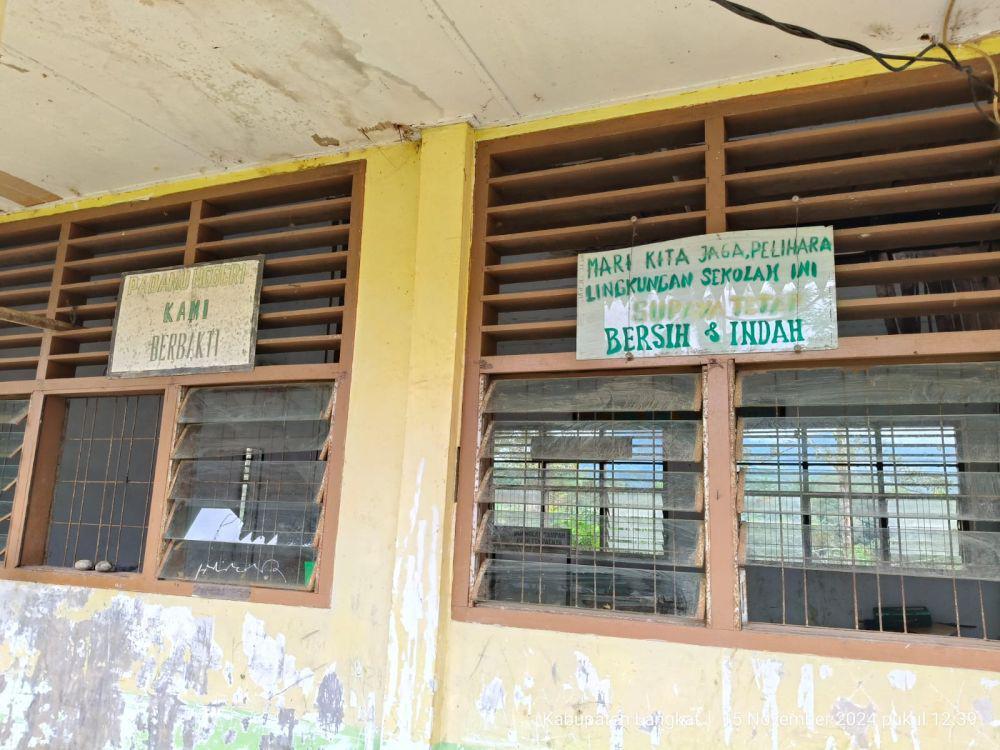 PADAMU NEGERI
KAMI
BERBAKTI
MARI KITA JAGA, PELIHARA
LINGKUNGAN SEKOLAH INI
SUPAYA TETAP
BERSIH & INDAH
Kabupaten Langkat | 15 November 2024 pukul 12:39